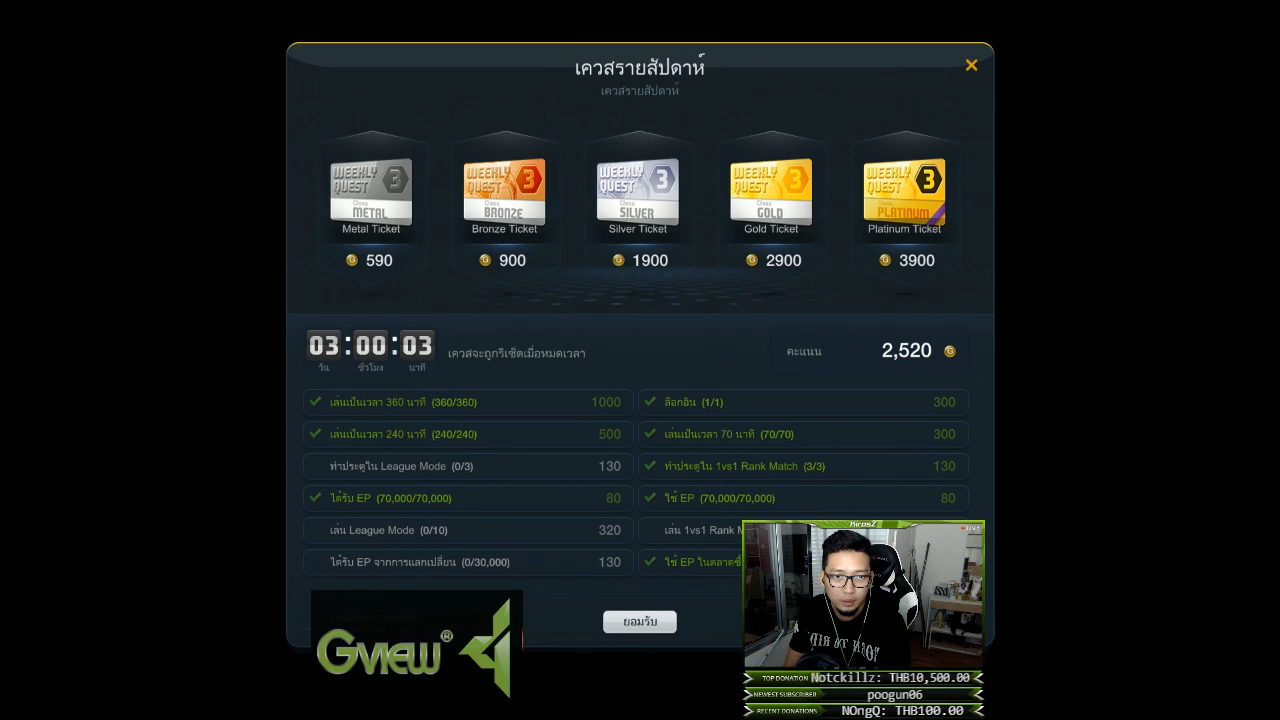 เควสรายสัปดาห์
เควสรายสัปดาห์
WEEKLY QUEST 3 Class METAL
WEEKLY QUEST 3 Class BRONZE
WEEKLY QUEST 3 Class SILVER
WEEKLY QUEST 3 Class GOLD
WEEKLY QUEST 3 Class PLATINUM
Metal Ticket Bronze Ticket Silver Ticket Gold Ticket Platinum Ticket
G 590 G 900 G 1900 G 2900 G 3900
03:00:03 เควสจะถูกรีเซ็ตเมื่อหมดเวลา คะแนน 2,520 G
วัน ชั่วโมง นาที
เล่นเป็นเวลา 360 นาที (360/360) 1000 ล็อกอิน (1/1) 300
เล่นเป็นเวลา 240 นาที (240/240) 500 เล่นเป็นเวลา 70 นาที (70/70) 300
ทำประตูใน League Mode (0/3) 130 ทำประตูใน 1vs1 Rank Match (3/3) 130
ได้รับ EP (70,000/70,000) 80 ใช้ EP (70,000/70,000) 80
เล่น League Mode (0/10) 320 เล่น 1vs1 Rank
ได้รับ EP จากการแลกเปลี่ยน (0/30,000) 130 ใช้ EP ในตลาดซื้
ยอมรับ
GVIEW®
KirosZ
LIVE
TOP DONATION Notckillz: THB10,500.00
NEWEST SUBSCRIBER poogun06
RECENT DONATIONS NOngQ: THB100.00